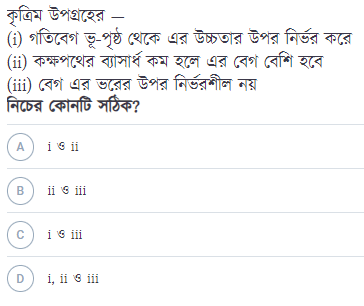 কৃত্রিম উপগ্রহের —
(i) গতিবেগ ভূ-পৃষ্ঠ থেকে এর উচ্চতার উপর নির্ভর করে
(ii) কক্ষপথের ব্যাসার্ধ কম হলে এর বেগ বেশি হবে
(iii) বেগ এর ভরের উপর নির্ভরশীল নয়
নিচের কোনটি সঠিক?
A i ও ii
B ii ও iii
C i ও iii
D i, ii ও iii